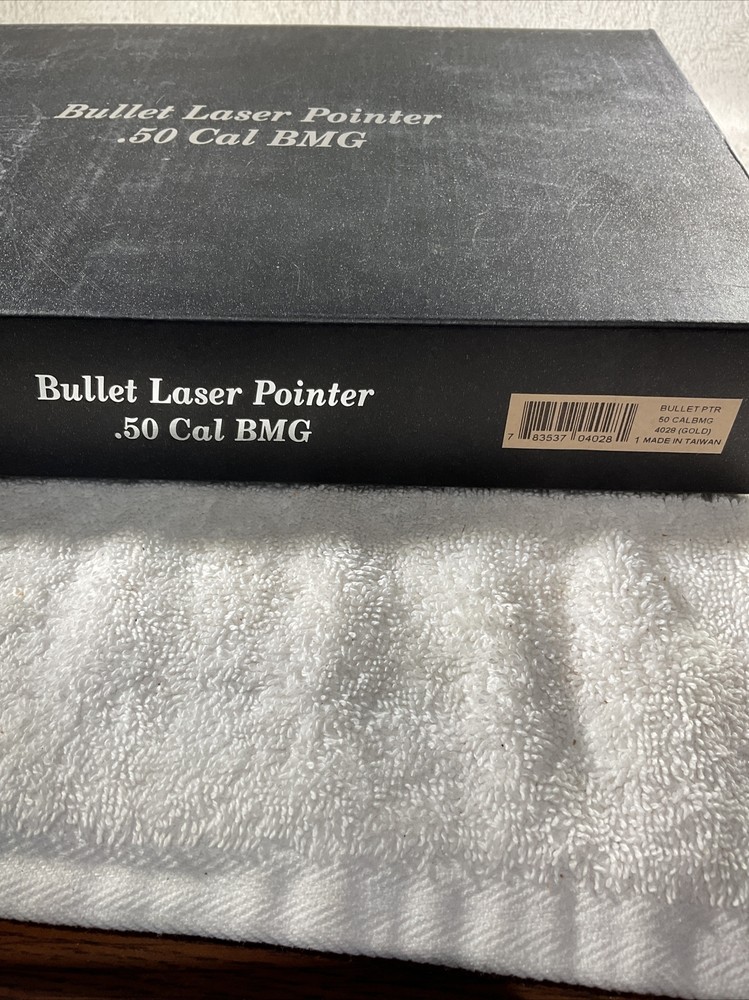 Bullet Laser Pointer
.50 Cal BMG
Bullet Laser Pointer
.50 Cal BMG
BULLET PTR
50 CALBMG
4028 (GOLD)
MADE IN TAIWAN
7 83537 04028 1